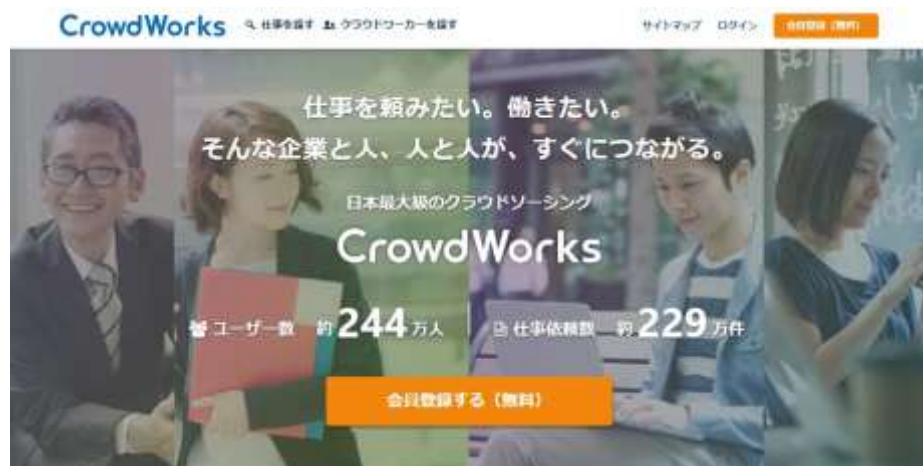 CrowdWorks 仕事を探す クラウドワーカーを探す サイトマップ ログイン 会員登録（無料）
仕事を頼みたい。働きたい。
そんな企業と人、人と人が、すぐにつながる。
日本最大級のクラウドソーシング
CrowdWorks
ユーザー数 約244万人 仕事依頼数 約229万件
会員登録する（無料）